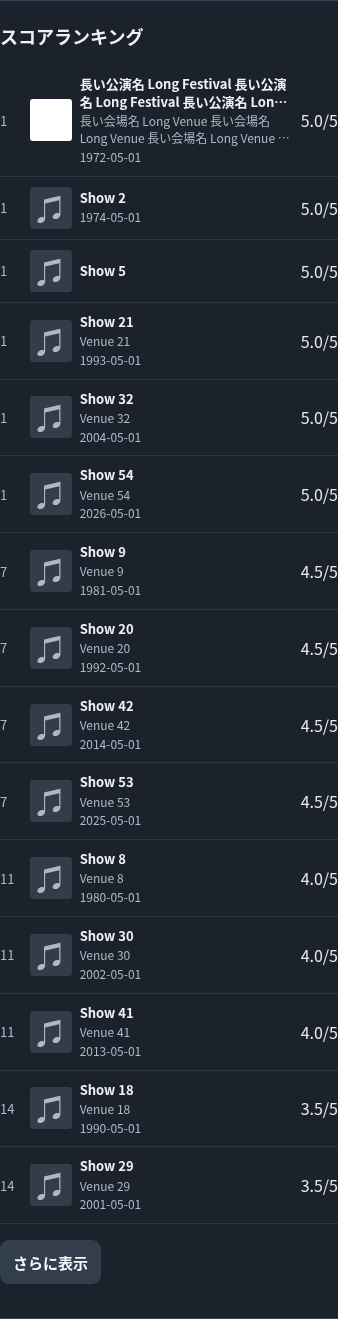 スコアランキング
1
長い公演名 Long Festival 長い公演
名 Long Festival 長い公演名 Lon…
長い会場名 Long Venue 長い会場名
Long Venue 長い会場名 Long Venue …
1972-05-01
5.0/5
1
Show 2
1974-05-01
5.0/5
1
Show 5
5.0/5
1
Show 21
Venue 21
1993-05-01
5.0/5
1
Show 32
Venue 32
2004-05-01
5.0/5
1
Show 54
Venue 54
2026-05-01
5.0/5
7
Show 9
Venue 9
1981-05-01
4.5/5
7
Show 20
Venue 20
1992-05-01
4.5/5
7
Show 42
Venue 42
2014-05-01
4.5/5
7
Show 53
Venue 53
2025-05-01
4.5/5
11
Show 8
Venue 8
1980-05-01
4.0/5
11
Show 30
Venue 30
2002-05-01
4.0/5
11
Show 41
Venue 41
2013-05-01
4.0/5
14
Show 18
Venue 18
1990-05-01
3.5/5
14
Show 29
Venue 29
2001-05-01
3.5/5
さらに表示